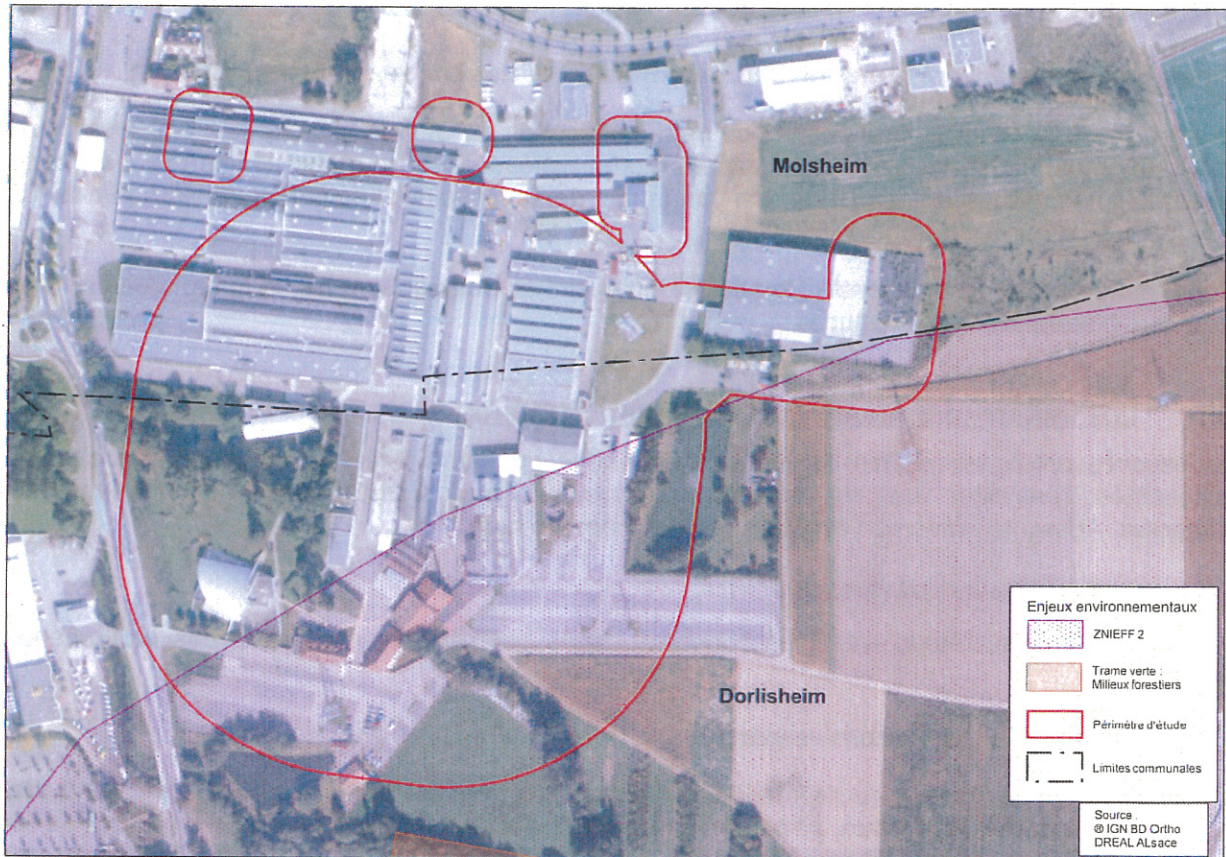 Molsheim
Dorlisheim
Enjeux environnementaux
ZNIEFF 2
Trame verte :
Milieux forestiers
Périmètre d'étude
Limites communales
Source :
© IGN BD Ortho
DREAL ALsace